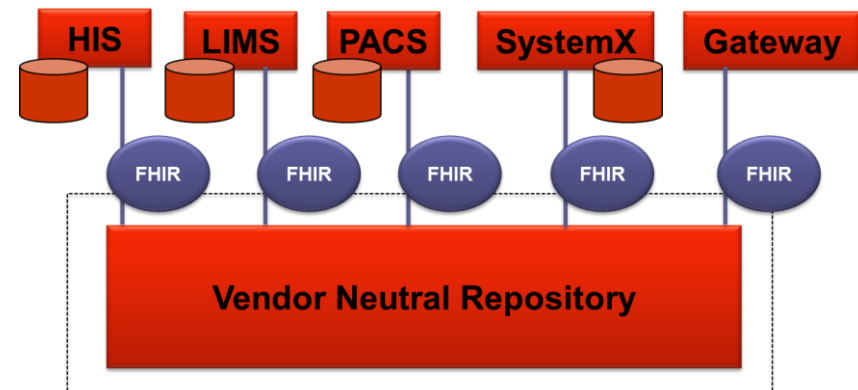 HIS
LIMS
PACS
SystemX
Gateway
FHIR
FHIR
FHIR
FHIR
FHIR
Vendor Neutral Repository